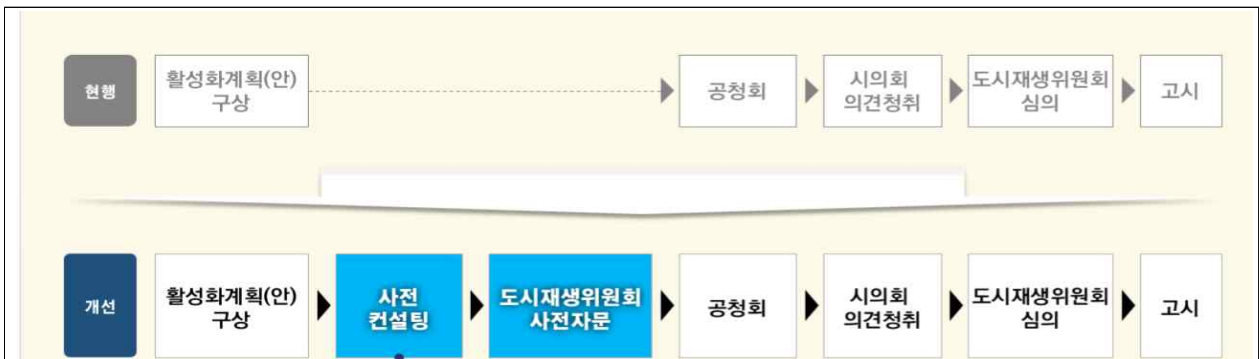 현행
활성화계획(안)
구상
공청회
시의회
의견청취
도시재생위원회
심의
고시
개선
활성화계획(안)
구상
사전
컨설팅
도시재생위원회
사전자문
공청회
시의회
의견청취
도시재생위원회
심의
고시